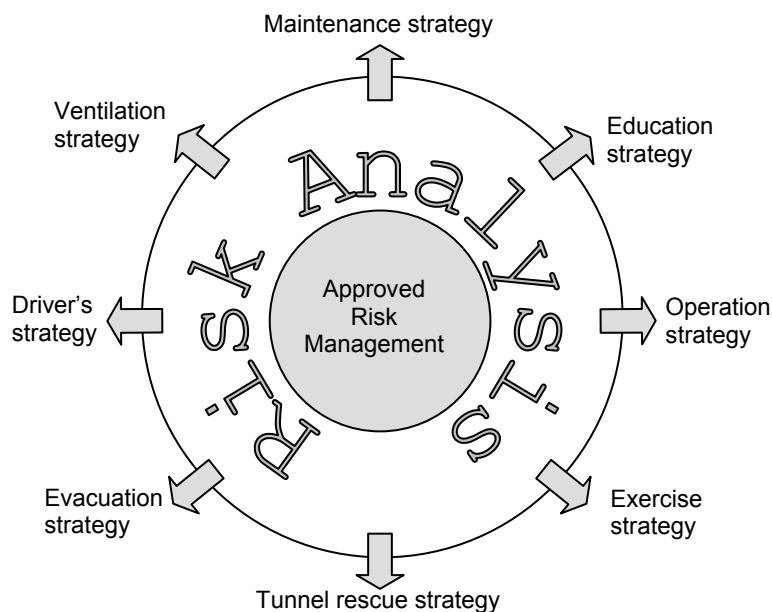 Maintenance strategy
Ventilation
strategy
Education
strategy
Risk Analysis
Driver’s
strategy
Approved
Risk
Management
Operation
strategy
Evacuation
strategy
Exercise
strategy
Tunnel rescue strategy